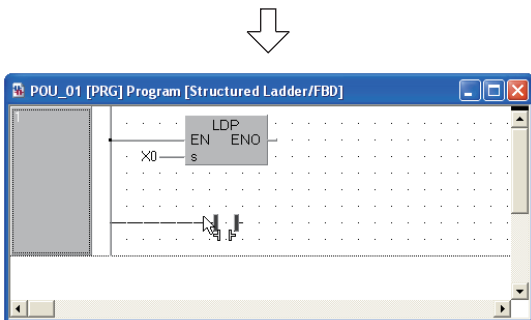 POU_01 [PRG] Program [Structured Ladder/FBD]
1
LDP
EN ENO
X0 s